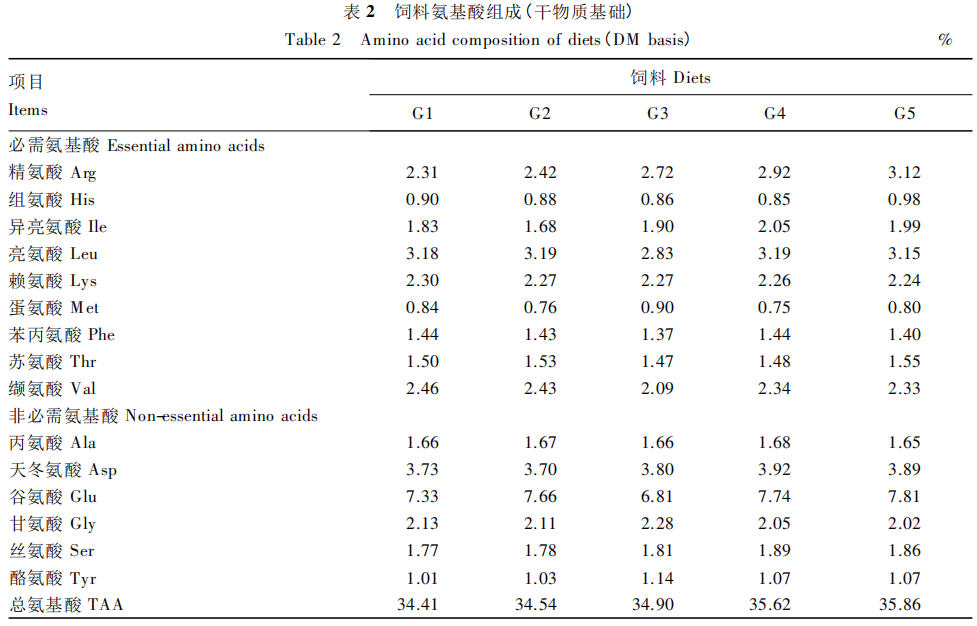 表2 饲料氨基酸组成(干物质基础)
Table 2 Amino acid composition of diets(DM basis) %
项目 饲料 Diets
Items G1 G2 G3 G4 G5
必需氨基酸 Essential amino acids
精氨酸 Arg 2.31 2.42 2.72 2.92 3.12
组氨酸 His 0.90 0.88 0.86 0.85 0.98
异亮氨酸 Ile 1.83 1.68 1.90 2.05 1.99
亮氨酸 Leu 3.18 3.19 2.83 3.19 3.15
赖氨酸 Lys 2.30 2.27 2.27 2.26 2.24
蛋氨酸 Met 0.84 0.76 0.90 0.75 0.80
苯丙氨酸 Phe 1.44 1.43 1.37 1.44 1.40
苏氨酸 Thr 1.50 1.53 1.47 1.48 1.55
缬氨酸 Val 2.46 2.43 2.09 2.34 2.33
非必需氨基酸 Non-essential amino acids
丙氨酸 Ala 1.66 1.67 1.66 1.68 1.65
天冬氨酸 Asp 3.73 3.70 3.80 3.92 3.89
谷氨酸 Glu 7.33 7.66 6.81 7.74 7.81
甘氨酸 Gly 2.13 2.11 2.28 2.05 2.02
丝氨酸 Ser 1.77 1.78 1.81 1.89 1.86
酪氨酸 Tyr 1.01 1.03 1.14 1.07 1.07
总氨基酸 TAA 34.41 34.54 34.90 35.62 35.86